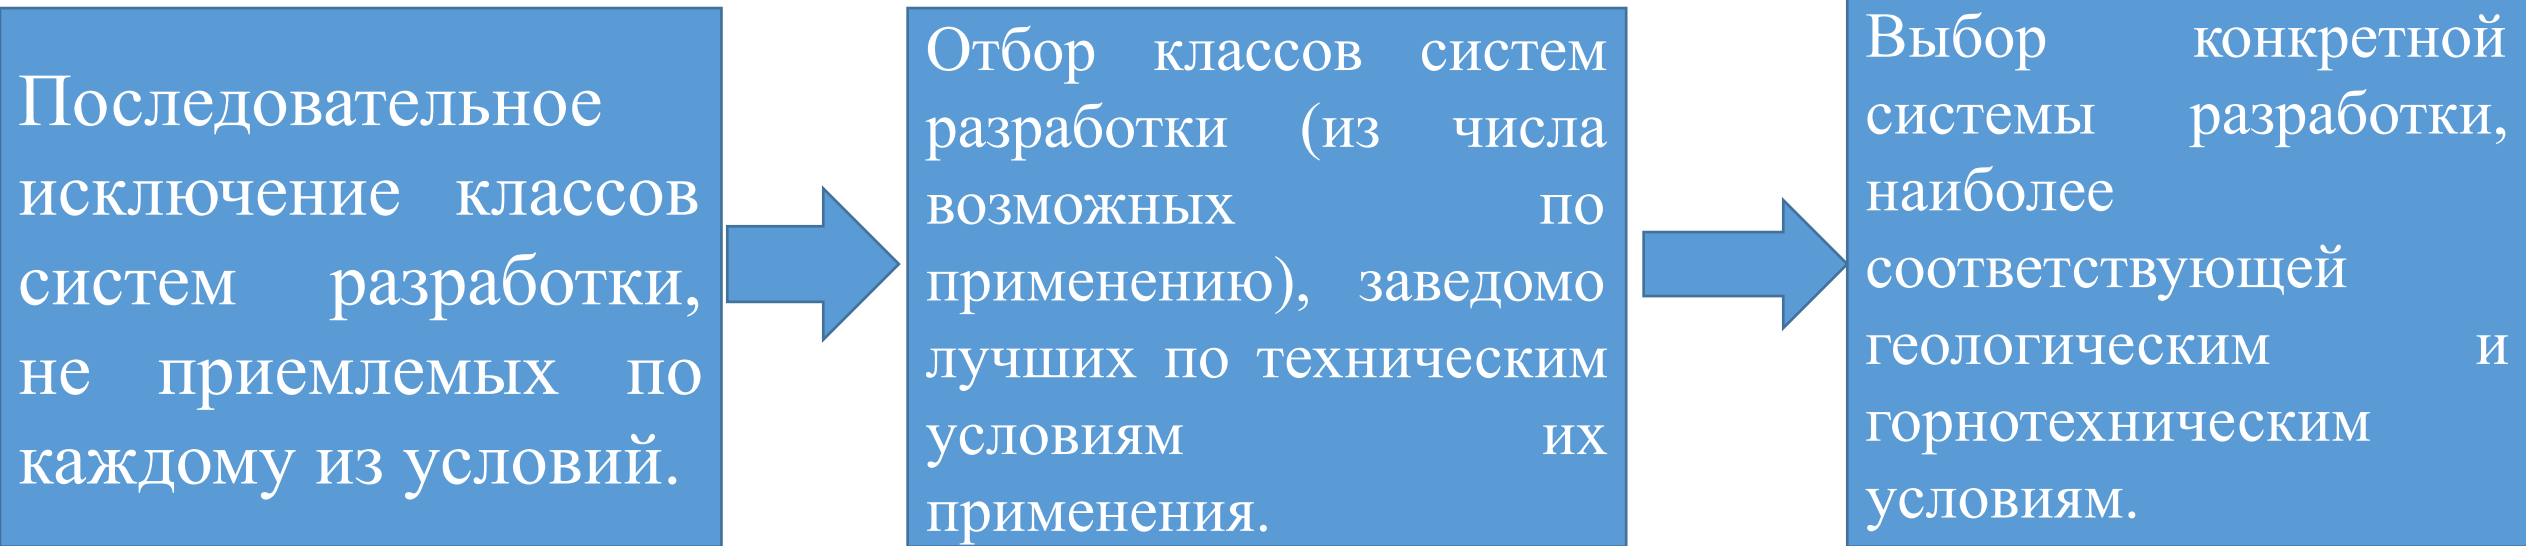 Последовательное
исключение классов
систем разработки,
не приемлемых по
каждому из условий.
Отбор классов систем
разработки (из числа
возможных по
применению), заведомо
лучших по техническим
условиям их
применения.
Выбор конкретной
системы разработки,
наиболее
соответствующей
геологическим и
горнотехническим
условиям.